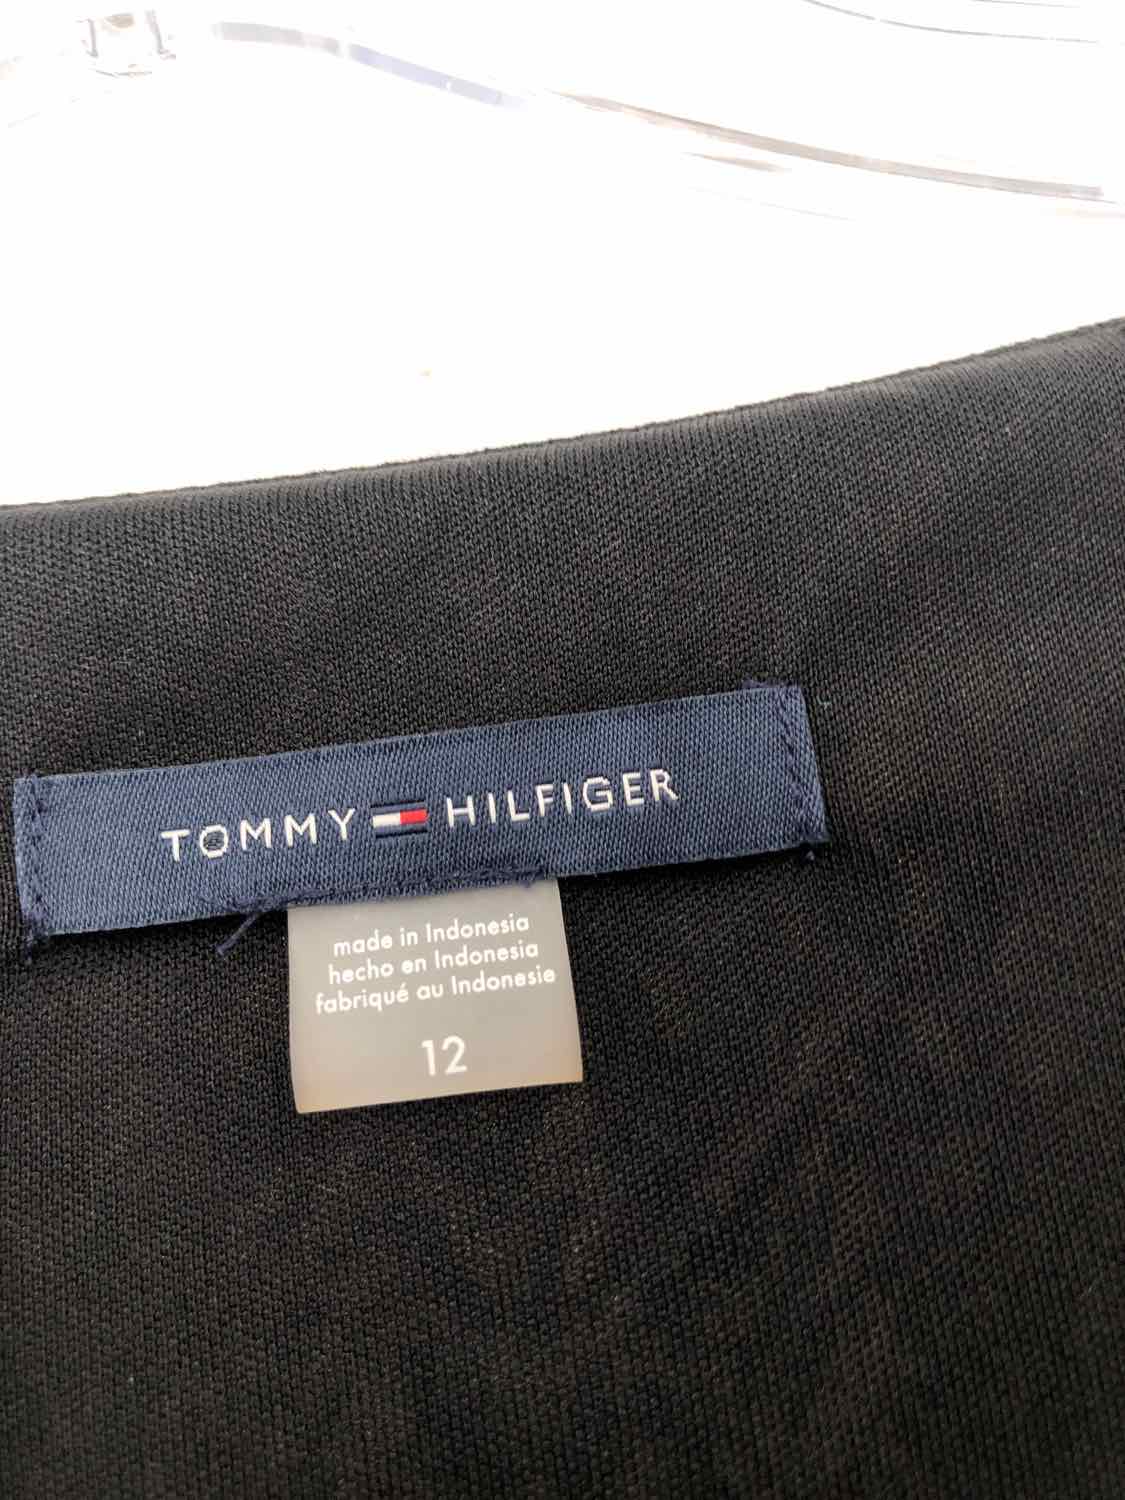 TOMMY HILFIGER
made in Indonesia
hecho en Indonesia
fabriqué au Indonesie
12